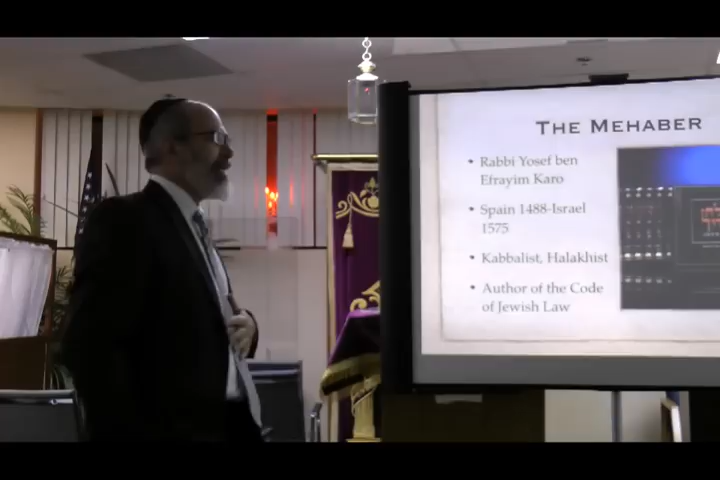 THE MEHABER
• Rabbi Yosef ben
Efrayim Karo
• Spain 1488-Israel
1575
• Kabbalist, Halakhist
• Author of the Code
of Jewish Law